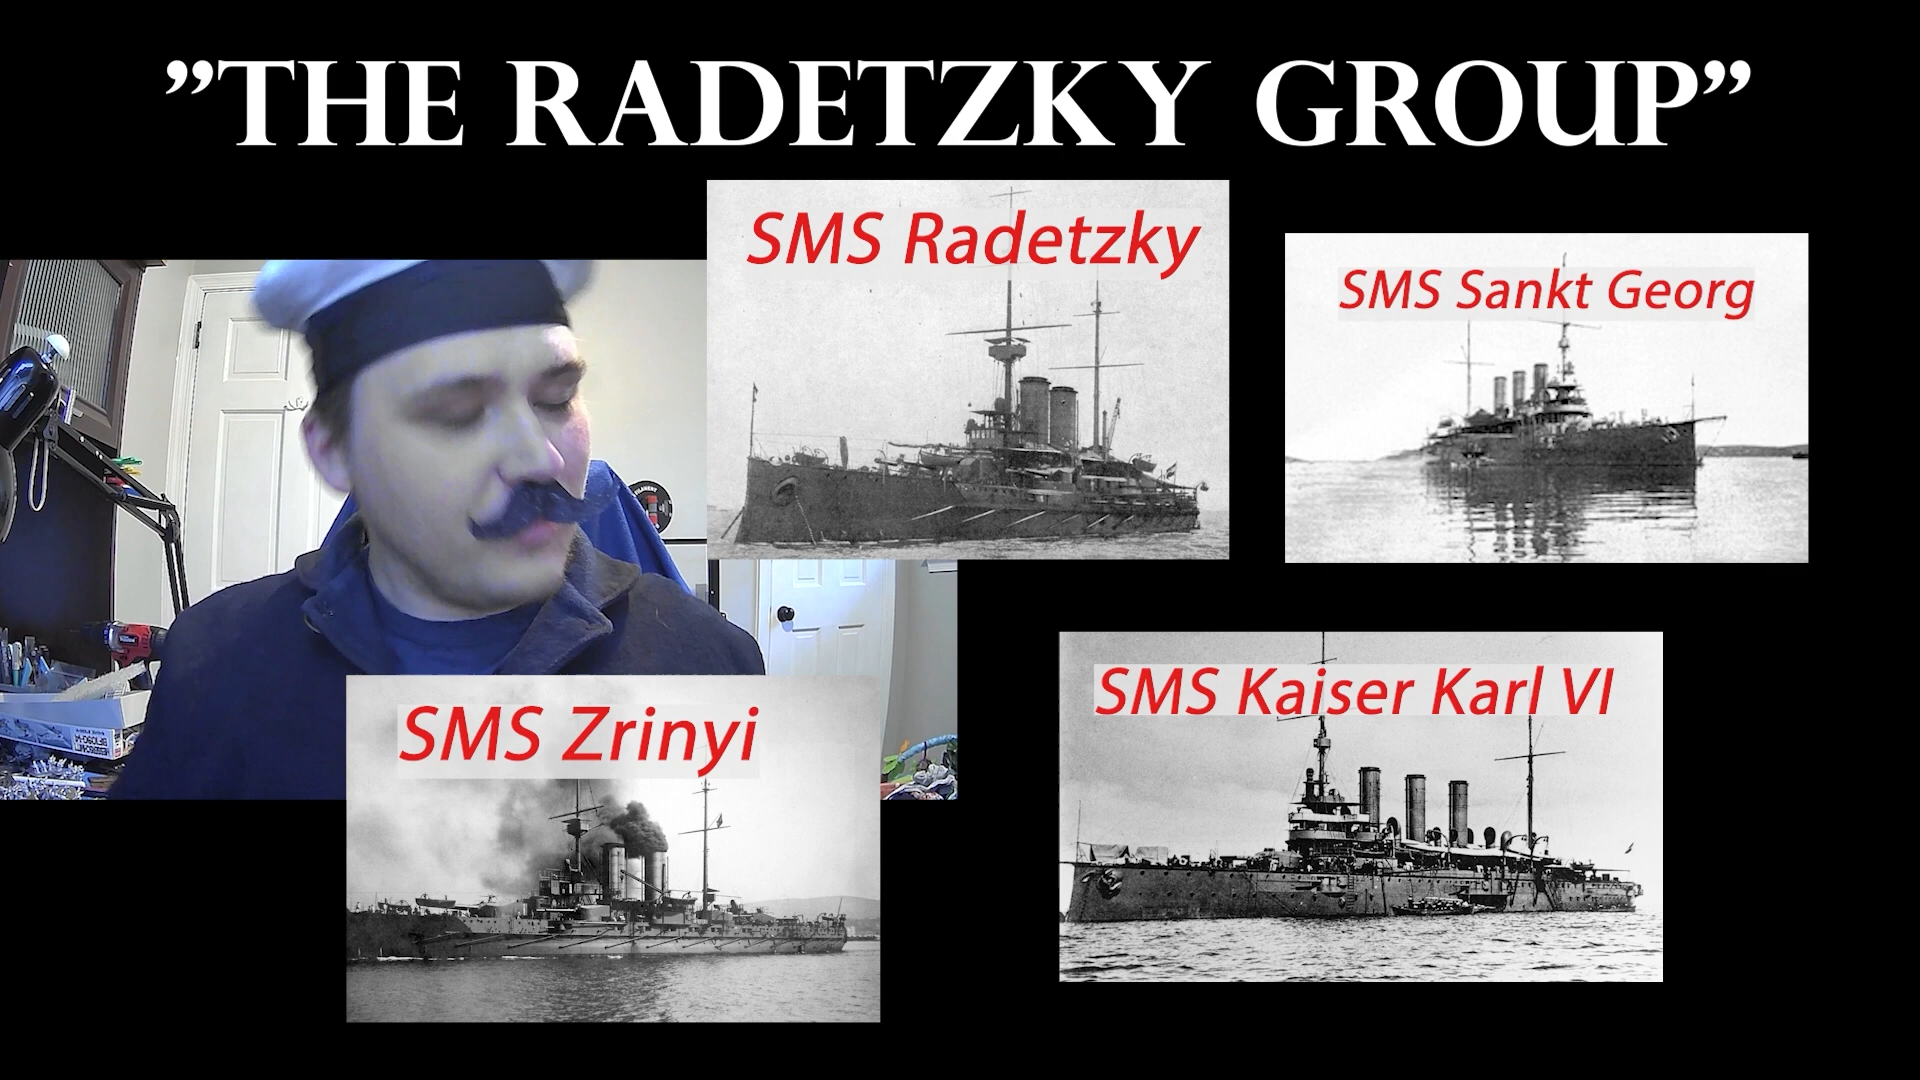 ”THE RADETZKY GROUP”
SMS Radetzky
SMS Sankt Georg
SMS Kaiser Karl VI
SMS Zrinyi